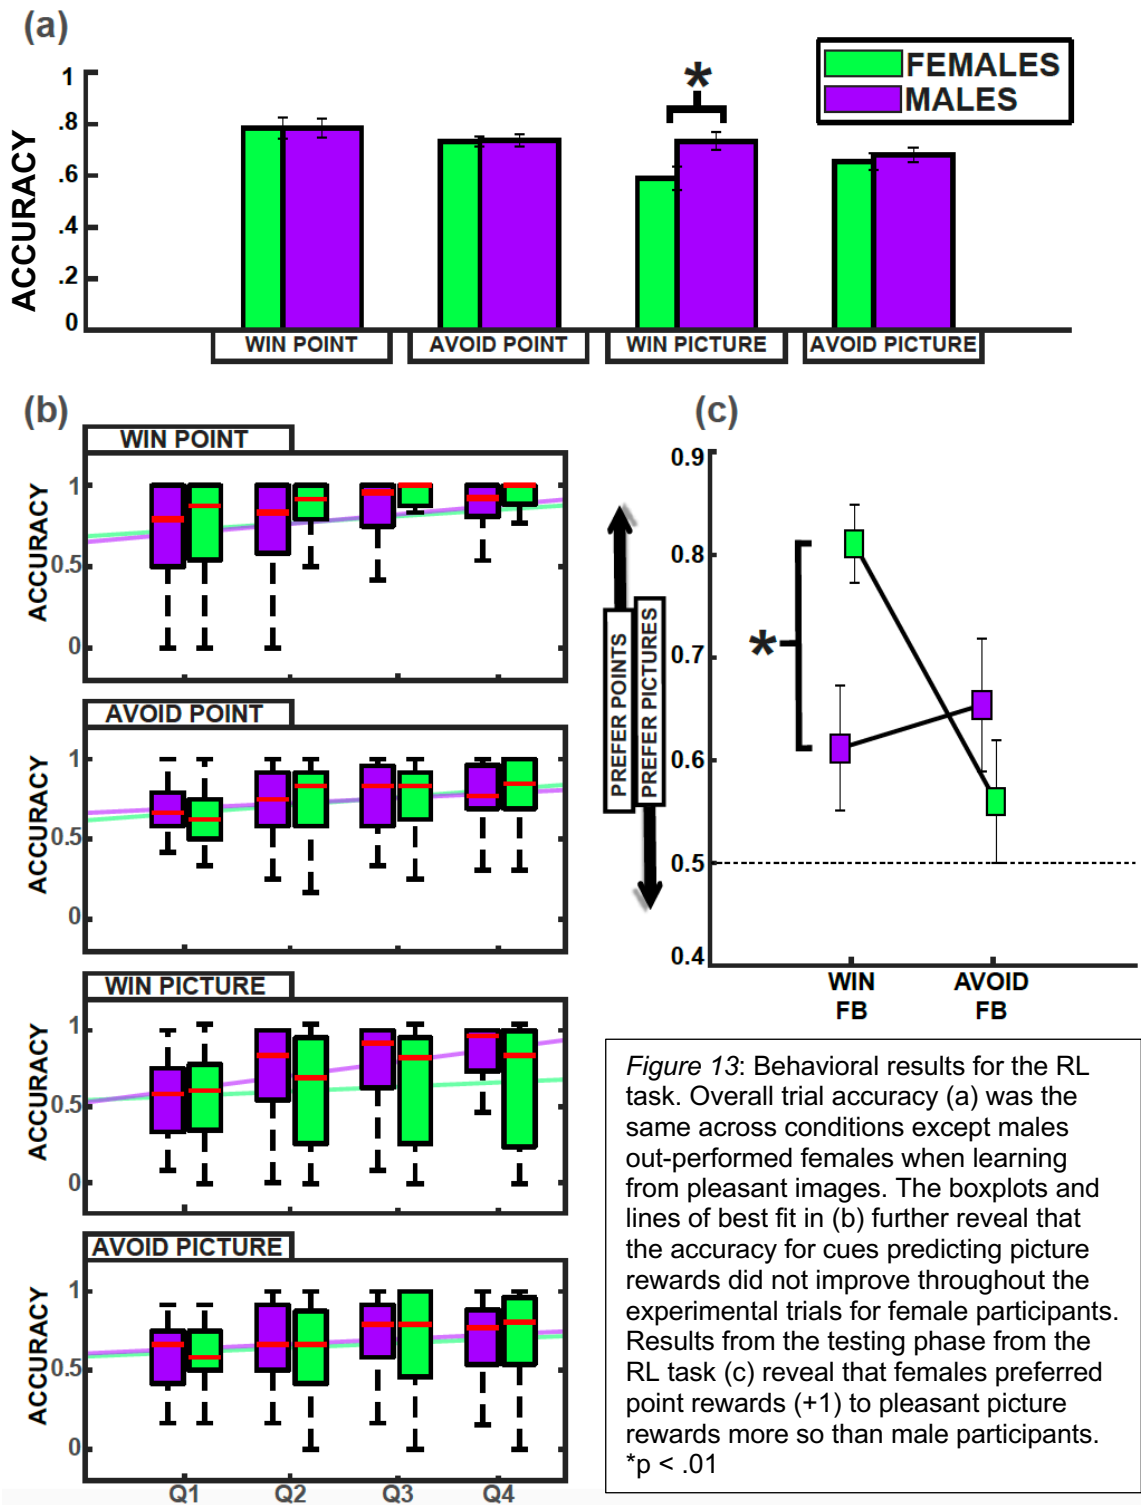 (a)
FEMALES
MALES
*
ACCURACY
1
.8
.6
.4
.2
0
WIN POINT
AVOID POINT
WIN PICTURE
AVOID PICTURE
(b)
WIN POINT
ACCURACY
1
0.5
0
AVOID POINT
ACCURACY
1
0.5
0
WIN PICTURE
ACCURACY
1
0.5
0
AVOID PICTURE
ACCURACY
1
0.5
0
Q1
Q2
Q3
Q4
(c)
PREFER POINTS
PREFER PICTURES
0.9
0.8
0.7
0.6
0.5
0.4
*
WIN
FB
AVOID
FB
Figure 13: Behavioral results for the RL
task. Overall trial accuracy (a) was the
same across conditions except males
out-performed females when learning
from pleasant images. The boxplots and
lines of best fit in (b) further reveal that
the accuracy for cues predicting picture
rewards did not improve throughout the
experimental trials for female participants.
Results from the testing phase from the
RL task (c) reveal that females preferred
point rewards (+1) to pleasant picture
rewards more so than male participants.
*p < .01